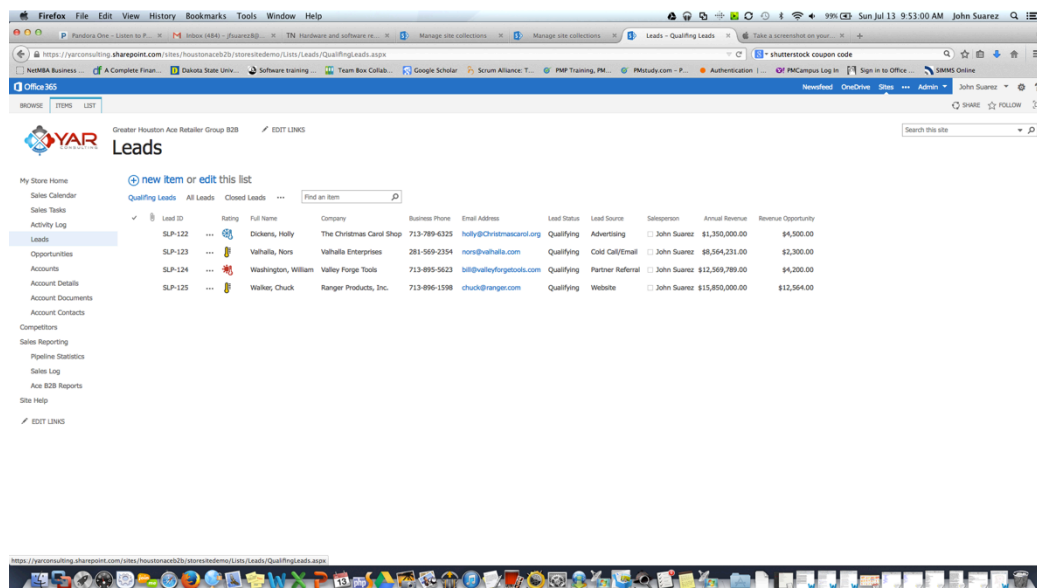 Firefox File Edit View History Bookmarks Tools Window Help 99% Sun Jul 13 9:53:00 AM John Suarez
Pandora One – Listen to P... Inbox (484) – jfsuarez8@... TN Hardware and software re... Manage site collections Manage site collections Leads – Qualifing Leads Take a screenshot on your...
https://yarconsulting.sharepoint.com/sites/houstonaceb2b/storesitedemo/Lists/Leads/QualifingLeads.aspx shutterstock coupon code
NetMBA Business ... A Complete Finan... Dakota State Univ... Software training ... Team Box Collab... Google Scholar Scrum Alliance: T... PMP Training, PM... PMstudy.com – P... Authentication | ... PMCampus Log In Sign in to Office ... SIMMS Online
Office 365 Newsfeed OneDrive Sites ••• Admin John Suarez
BROWSE ITEMS LIST SHARE FOLLOW
YAR
CONSULTING
Greater Houston Ace Retailer Group B2B EDIT LINKS Search this site
Leads
new item or edit this list
Qualifing Leads All Leads Closed Leads ••• Find an item
Lead ID Rating Full Name Company Business Phone Email Address Lead Status Lead Source Salesperson Annual Revenue Revenue Opportunity
SLP-122 ••• Dickens, Holly The Christmas Carol Shop 713-789-6325 holly@Christmascarol.org Qualifying Advertising John Suarez $1,350,000.00 $4,500.00
SLP-123 ••• Valhalla, Nors Valhalla Enterprises 281-569-2354 nors@valhalla.com Qualifying Cold Call/Email John Suarez $8,564,231.00 $2,300.00
SLP-124 ••• Washington, William Valley Forge Tools 713-895-5623 bill@valleyforgetools.com Qualifying Partner Referral John Suarez $12,569,789.00 $4,200.00
SLP-125 ••• Walker, Chuck Ranger Products, Inc. 713-896-1598 chuck@ranger.com Qualifying Website John Suarez $15,850,000.00 $12,564.00
My Store Home
Sales Calendar
Sales Tasks
Activity Log
Leads
Opportunities
Accounts
Account Details
Account Documents
Account Contacts
Competitors
Sales Reporting
Pipeline Statistics
Sales Log
Ace B2B Reports
Site Help
EDIT LINKS
https://yarconsulting.sharepoint.com/sites/houstonaceb2b/storesitedemo/Lists/Leads/QualifingLeads.aspx